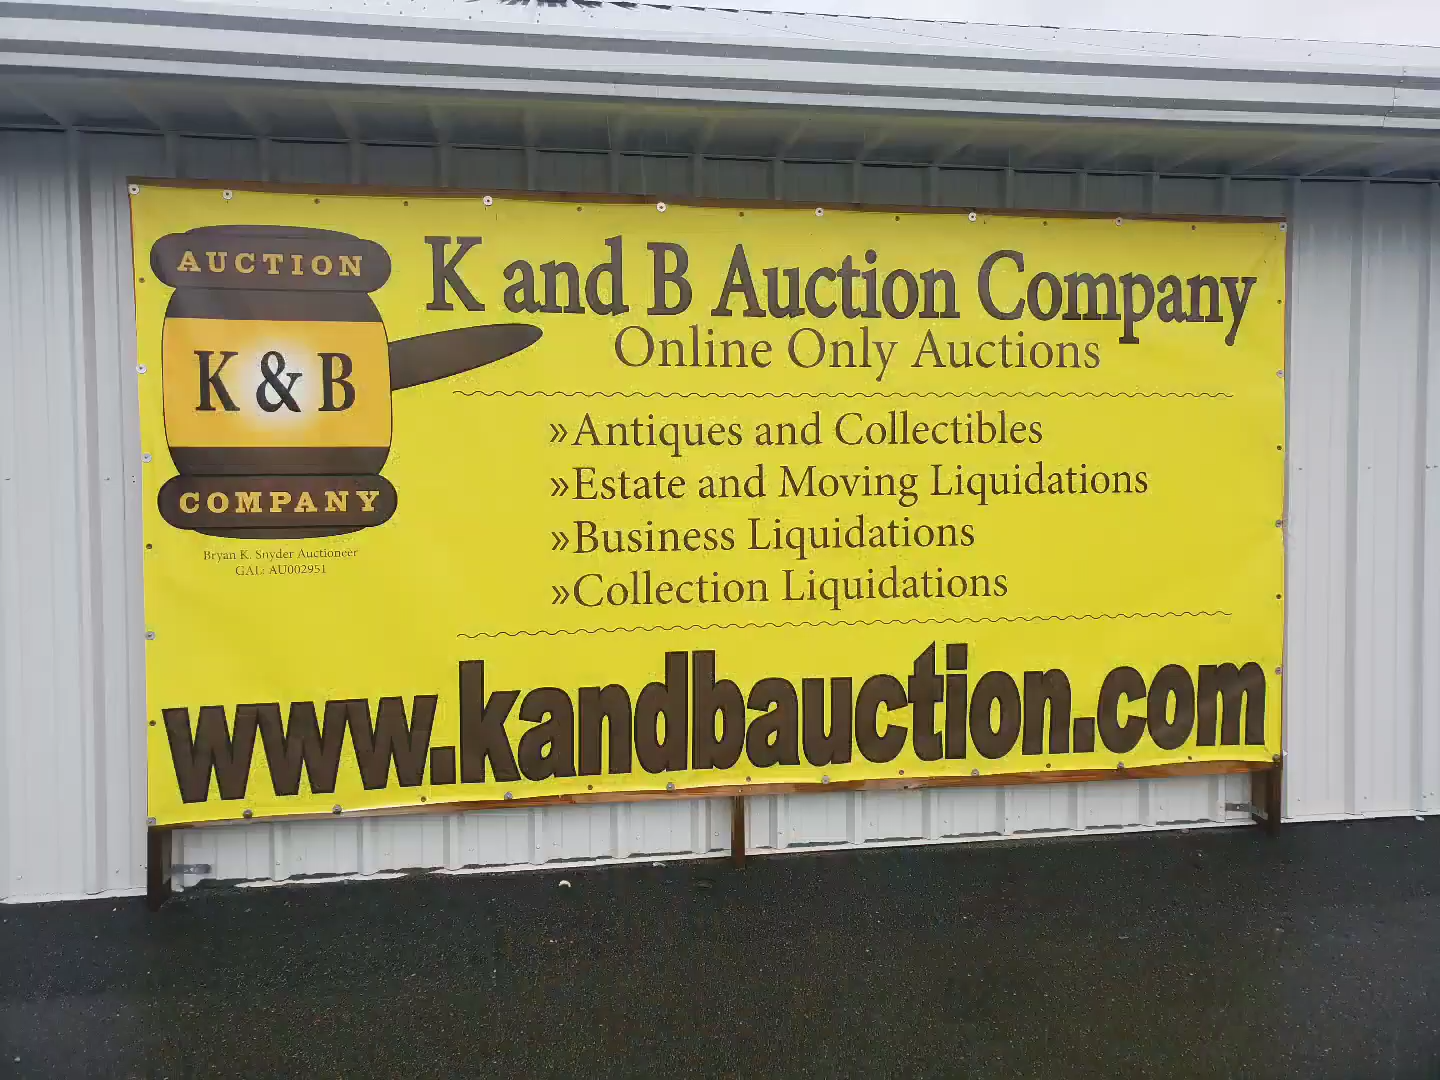 AUCTION
K & B
COMPANY
Bryan K. Snyder Auctioneer
GAL: AU002951
K and B Auction Company
Online Only Auctions
»Antiques and Collectibles
»Estate and Moving Liquidations
»Business Liquidations
»Collection Liquidations
www.kandbauction.com